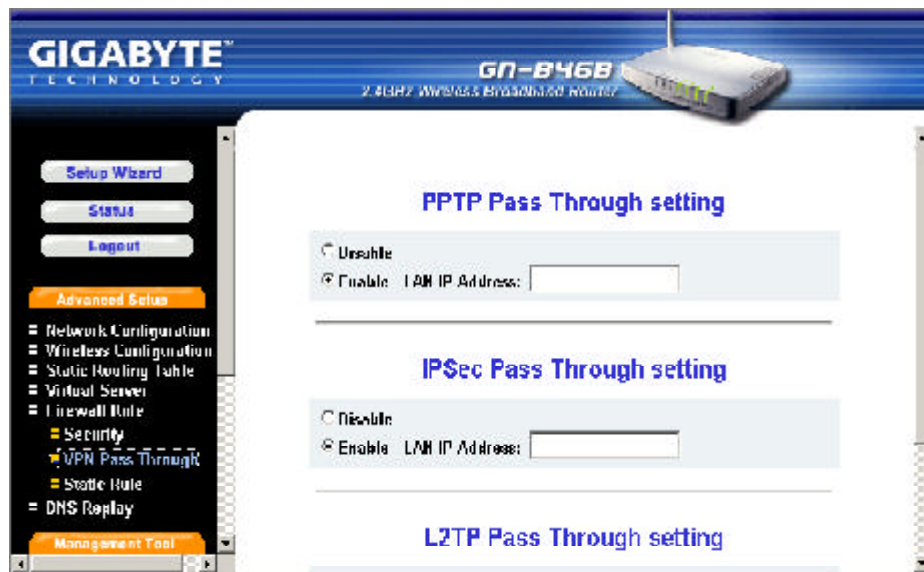 GIGABYTE™
TECHNOLOGY
GN-B46B
2.4GHz Wireless Broadband Router
Setup Wizard
Status
Logout
Advanced Setup
Network Configuration
Wireless Configuration
Static Routing Table
Virtual Server
Firewall Rule
Security
VPN Pass Through
Static Rule
DNS Replay
Management Tool
PPTP Pass Through setting
Disable
Enable LAN IP Address:
IPSec Pass Through setting
Disable
Enable LAN IP Address:
L2TP Pass Through setting